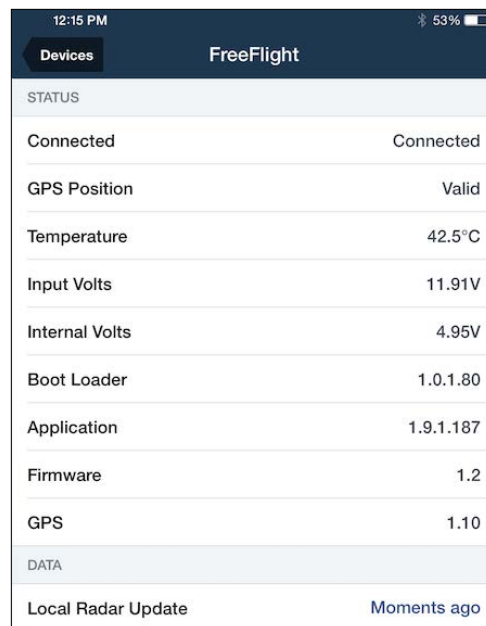 12:15 PM 53%
Devices FreeFlight
STATUS
Connected Connected
GPS Position Valid
Temperature 42.5°C
Input Volts 11.91V
Internal Volts 4.95V
Boot Loader 1.0.1.80
Application 1.9.1.187
Firmware 1.2
GPS 1.10
DATA
Local Radar Update Moments ago